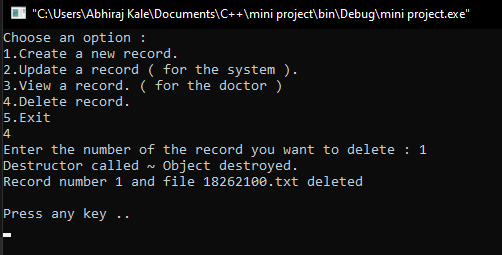 "C:\Users\Abhiraj Kale\Documents\C++\mini project\bin\Debug\mini project.exe"
Choose an option :
1.Create a new record.
2.Update a record ( for the system ).
3.View a record. ( for the doctor )
4.Delete record.
5.Exit
4
Enter the number of the record you want to delete : 1
Destructor called ~ Object destroyed.
Record number 1 and file 18262100.txt deleted
Press any key ..